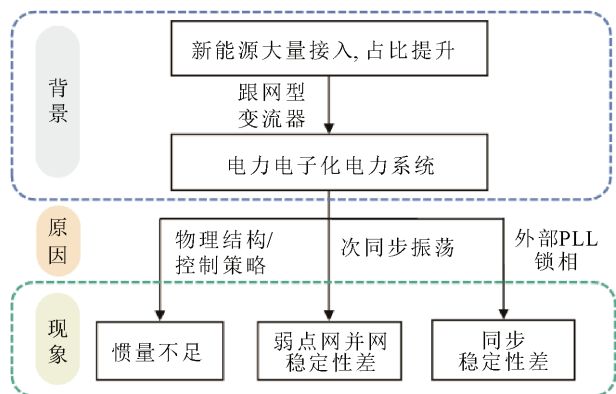 背景
新能源大量接入, 占比提升
跟网型
变流器
电力电子化电力系统
原因
物理结构/
控制策略
次同步振荡
外部PLL
锁相
现象
惯量不足
弱点网并网
稳定性差
同步
稳定性差